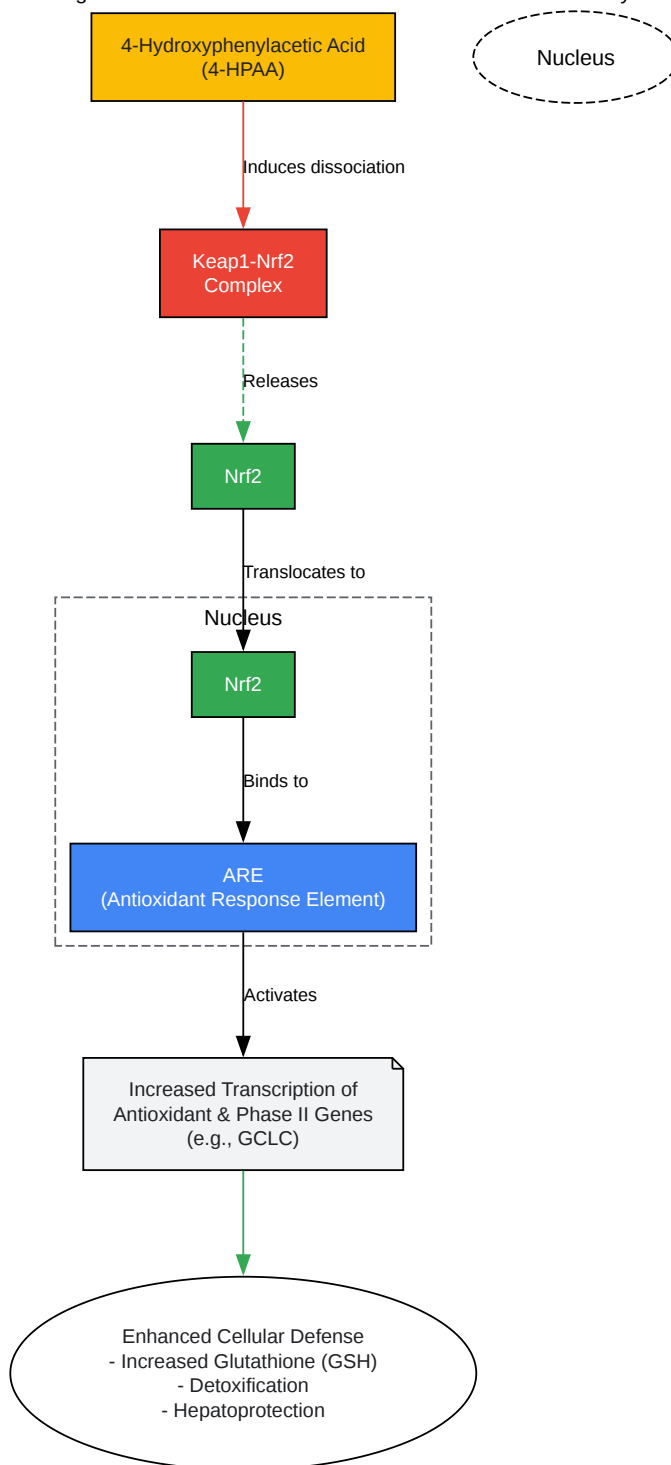 4-Hydroxyphenylacetic Acid
(4-HPAA)
Nucleus
Induces dissociation
Keap1-Nrf2
Complex
Releases
Nrf2
Translocates to
Nucleus
Nrf2
Binds to
ARE
(Antioxidant Response Element)
Activates
Increased Transcription of
Antioxidant & Phase II Genes
(e.g., GCLC)
Enhanced Cellular Defense
- Increased Glutathione (GSH)
- Detoxification
- Hepatoprotection